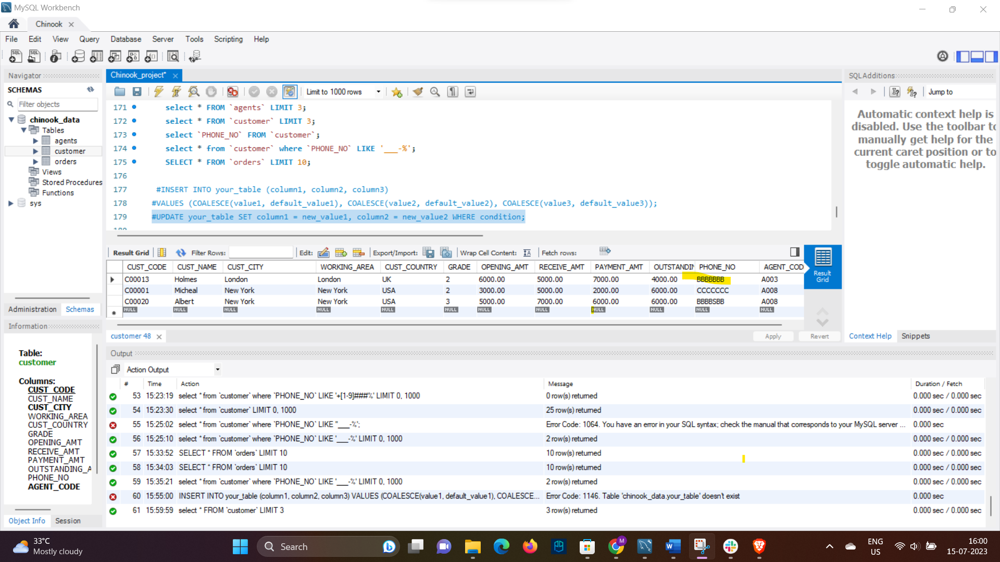 MySQL Workbench
Chinook
File Edit View Query Database Server Tools Scripting Help
Navigator
SCHEMAS
Filter objects
chinook_data
Tables
agents
customer
orders
Views
Stored Procedures
Functions
sys
Administration Schemas
Information
Table:
customer
Columns:
CUST_CODE
CUST_NAME
CUST_CITY
WORKING_AREA
CUST_COUNTRY
GRADE
OPENING_AMT
RECEIVE_AMT
PAYMENT_AMT
OUTSTANDING_A
PHONE_NO
AGENT_CODE
Object Info Session
Chinook_project*
Limit to 1000 rows
171 select * FROM `agents` LIMIT 3;
172 select * FROM `customer` LIMIT 3;
173 select `PHONE_NO` FROM `customer`;
174 select * from `customer` where `PHONE_NO` LIKE '___-%';
175 SELECT * FROM `orders` LIMIT 10;
176
177 #INSERT INTO your_table (column1, column2, column3)
178 #VALUES (COALESCE(value1, default_value1), COALESCE(value2, default_value2), COALESCE(value3, default_value3));
179 #UPDATE your_table SET column1 = new_value1, column2 = new_value2 WHERE condition;
180
Result Grid Filter Rows: Edit: Export/Import: Wrap Cell Content: Fetch rows:
CUST_CODE CUST_NAME CUST_CITY WORKING_AREA CUST_COUNTRY GRADE OPENING_AMT RECEIVE_AMT PAYMENT_AMT OUTSTANDIN PHONE_NO AGENT_COD
C00013 Holmes London London UK 2 6000.00 5000.00 7000.00 4000.00 BBBBBBB A003
C00001 Micheal New York New York USA 2 3000.00 5000.00 2000.00 6000.00 CCCCCCC A008
C00020 Albert New York New York USA 3 5000.00 7000.00 6000.00 6000.00 BBBBSBB A008
NULL NULL NULL NULL NULL NULL NULL NULL NULL NULL NULL NULL
Result
Grid
customer 48
Apply Revert
SQLAdditions
Jump to
Automatic context help is
disabled. Use the toolbar to
manually get help for the
current caret position or to
toggle automatic help.
Context Help Snippets
Output
Action Output
# Time Action Message Duration / Fetch
53 15:23:19 select * from `customer` where `PHONE_NO` LIKE '+[1-9]###%' LIMIT 0, 1000 0 row(s) returned 0.000 sec / 0.000 sec
54 15:23:30 select * from `customer` LIMIT 0, 1000 25 row(s) returned 0.000 sec / 0.000 sec
55 15:25:02 select * from `customer` where `PHONE_NO` LIKE "___-%'; Error Code: 1064. You have an error in your SQL syntax; check the manual that corresponds to your MySQL server ... 0.000 sec
56 15:25:10 select * from `customer` where `PHONE_NO` LIKE '___-%' LIMIT 0, 1000 2 row(s) returned 0.000 sec / 0.000 sec
57 15:33:52 SELECT * FROM `orders` LIMIT 10 10 row(s) returned 0.000 sec / 0.000 sec
58 15:34:03 SELECT * FROM `orders` LIMIT 10 10 row(s) returned 0.000 sec / 0.000 sec
59 15:35:21 select * from `customer` where `PHONE_NO` LIKE '___-%' LIMIT 0, 1000 2 row(s) returned 0.000 sec / 0.000 sec
60 15:55:00 INSERT INTO your_table (column1, column2, column3) VALUES (COALESCE(value1, default_value1), COALESCE... Error Code: 1146. Table 'chinook_data.your_table' doesn't exist 0.000 sec
61 15:59:59 select * FROM `customer` LIMIT 3 3 row(s) returned 0.000 sec / 0.000 sec
33°C
Mostly cloudy
Search
M
ENG
US
16:00
15-07-2023